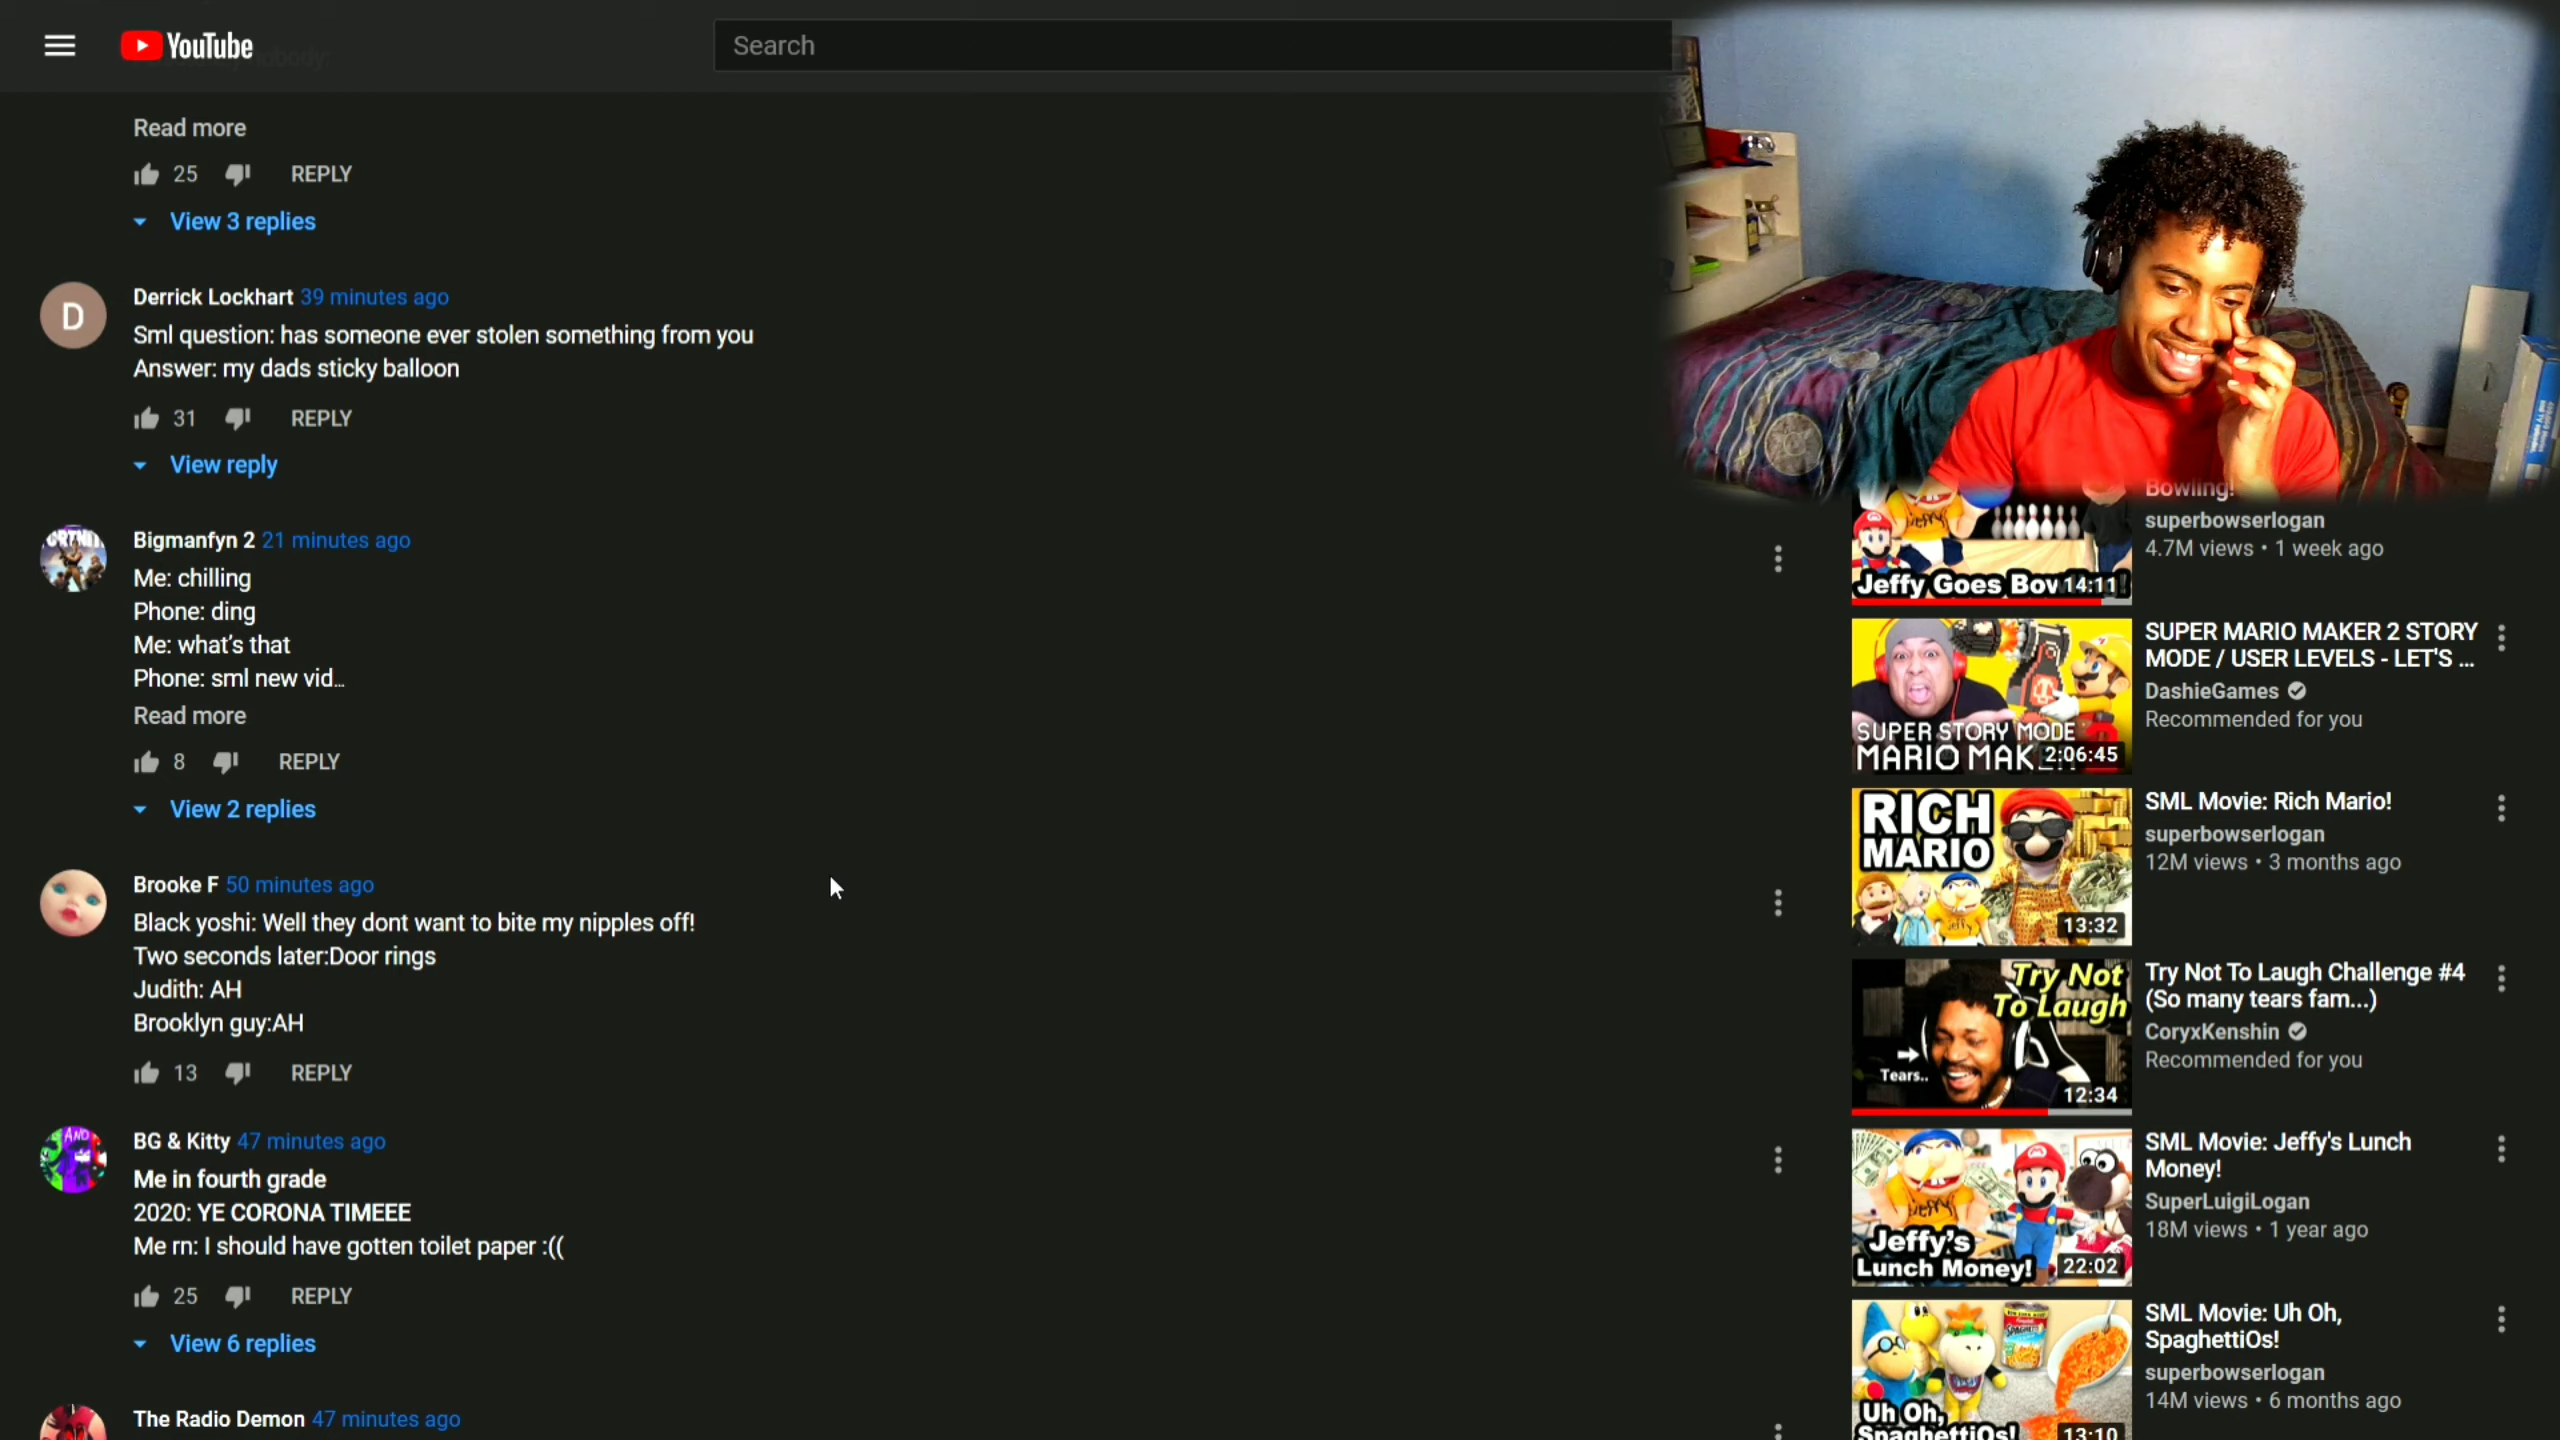 YouTube
Search
Read more
25
REPLY
View 3 replies
D
Derrick Lockhart 39 minutes ago
Sml question: has someone ever stolen something from you
Answer: my dads sticky balloon
31
REPLY
View reply
Bigmanfyn 2 21 minutes ago
Me: chilling
Phone: ding
Me: what's that
Phone: sml new vid...
Read more
8
REPLY
View 2 replies
Brooke F 50 minutes ago
Black yoshi: Well they dont want to bite my nipples off!
Two seconds later:Door rings
Judith: AH
Brooklyn guy:AH
13
REPLY
AND
BG & Kitty 47 minutes ago
Me in fourth grade
2020: YE CORONA TIMEEE
Me rn: I should have gotten toilet paper :((
25
REPLY
View 6 replies
The Radio Demon 47 minutes ago
Bowling!
superbowserlogan
4.7M views • 1 week ago
Jeffy Goes Bow
14:11
SUPER MARIO MAKER 2 STORY
MODE / USER LEVELS - LET'S ...
DashieGames
Recommended for you
SUPER STORY MODE
MARIO MAK
2:06:45
SML Movie: Rich Mario!
superbowserlogan
12M views • 3 months ago
RICH
MARIO
13:32
Try Not To Laugh Challenge #4
(So many tears fam...)
CoryxKenshin
Recommended for you
Try Not
To Laugh
Tears..
12:34
SML Movie: Jeffy's Lunch
Money!
SuperLuigiLogan
18M views • 1 year ago
Jeffy's
Lunch Money!
22:02
SML Movie: Uh Oh,
SpaghettiOs!
superbowserlogan
14M views • 6 months ago
Uh Oh,
SpaghettiOs!
13:10